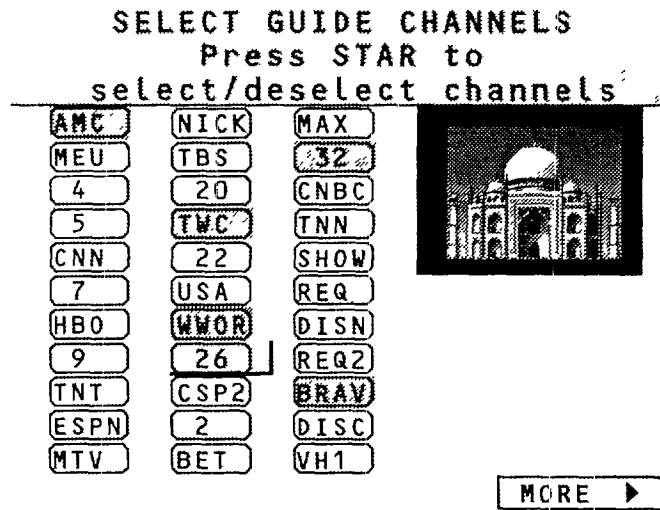 SELECT GUIDE CHANNELS
Press STAR to
select/deselect channels
AMC NICK MAX
MEU TBS 32
4 20 CNBC
5 TWC TNN
CNN 22 SHOW
7 USA REQ
HBO WWOR DISN
9 26 REQ2
TNT CSP2 BRAV
ESPN 2 DISC
MTV BET VH1
MORE